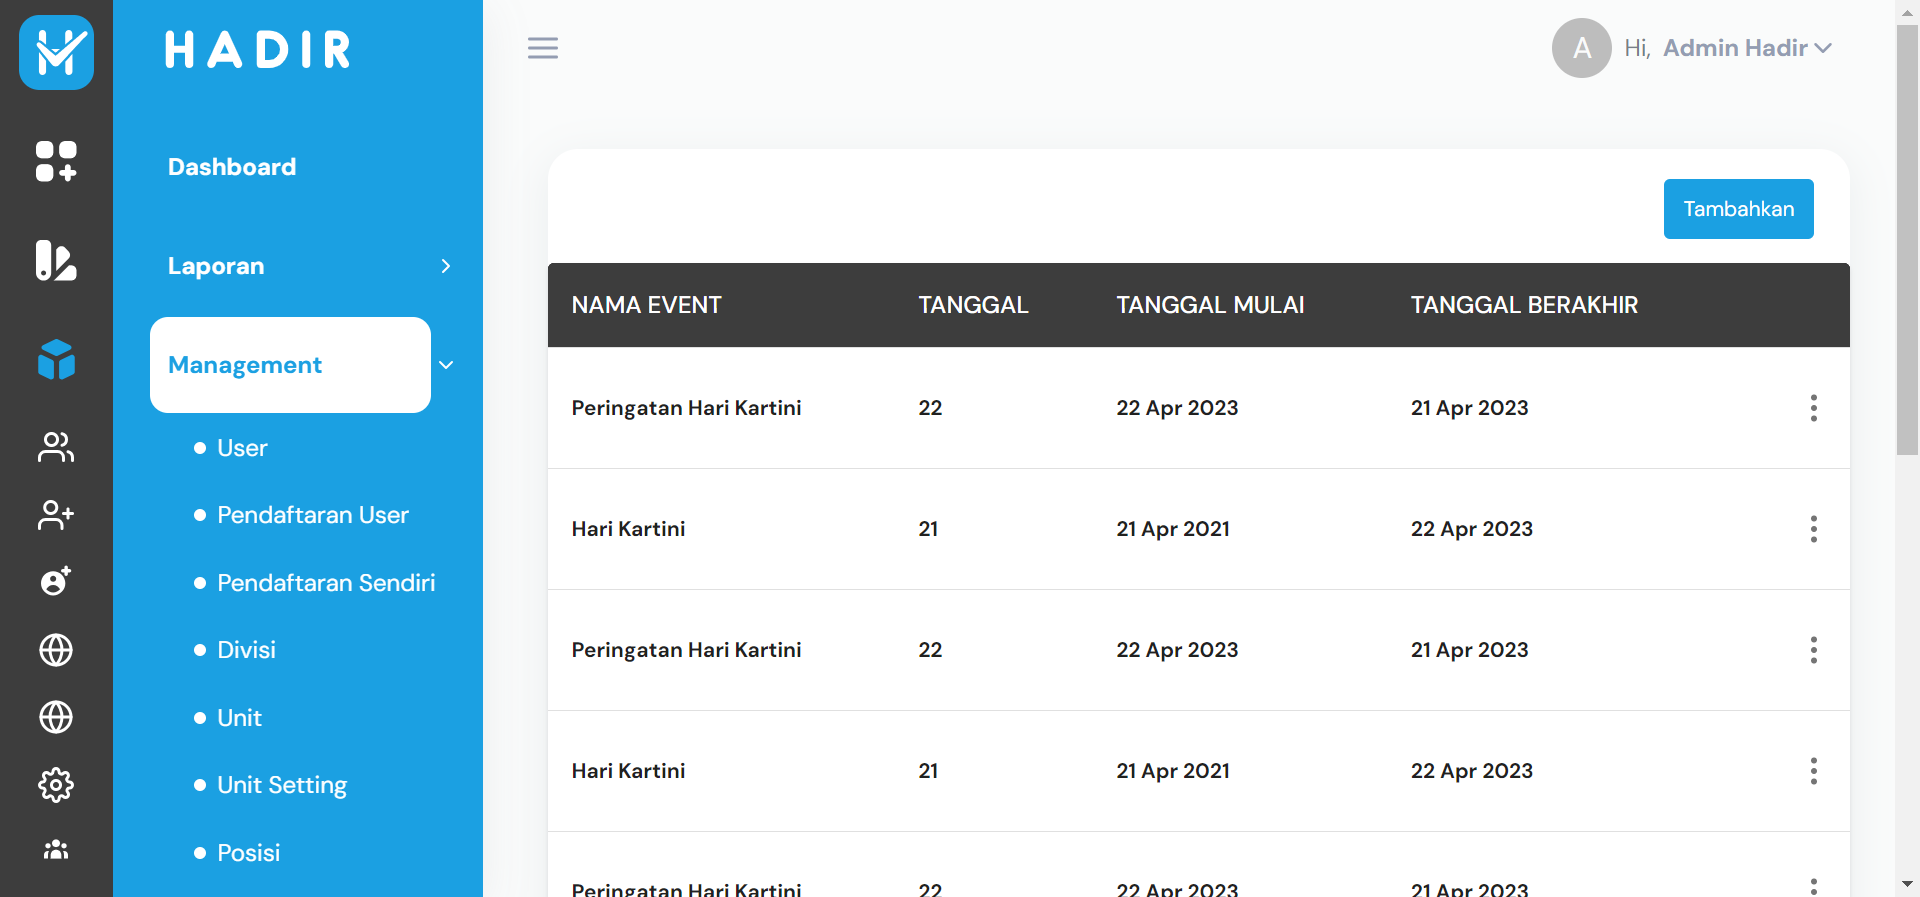 HADIR
A Hi, Admin Hadir
Dashboard
Laporan
Management
User
Pendaftaran User
Pendaftaran Sendiri
Divisi
Unit
Unit Setting
Posisi
Tambahkan
NAMA EVENT TANGGAL TANGGAL MULAI TANGGAL BERAKHIR
Peringatan Hari Kartini 22 22 Apr 2023 21 Apr 2023
Hari Kartini 21 21 Apr 2021 22 Apr 2023
Peringatan Hari Kartini 22 22 Apr 2023 21 Apr 2023
Hari Kartini 21 21 Apr 2021 22 Apr 2023
Peringatan Hari Kartini 22 22 Apr 2023 21 Apr 2023